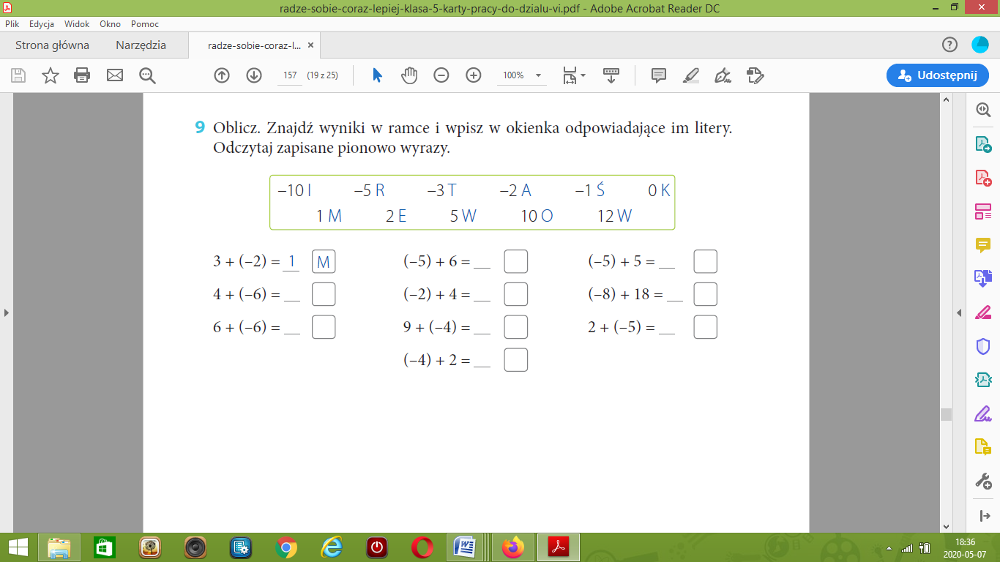 radze-sobie-coraz-lepiej-klasa-5-karty-pracy-do-dzialu-vi.pdf - Adobe Acrobat Reader DC
Plik Edycja Widok Okno Pomoc
Strona główna Narzędzia radze-sobie-coraz-l... ×
157 (19 z 25) 100% Udostępnij
9 Oblicz. Znajdź wyniki w ramce i wpisz w okienka odpowiadające im litery.
Odczytaj zapisane pionowo wyrazy.
–10 I –5 R –3 T –2 A –1 Ś 0 K
1 M 2 E 5 W 10 O 12 W
3 + (–2) = 1 M (–5) + 6 = __ (–5) + 5 = __
4 + (–6) = __ (–2) + 4 = __ (–8) + 18 = __
6 + (–6) = __ 9 + (–4) = __ 2 + (–5) = __
(–4) + 2 = __
18:36
2020-05-07